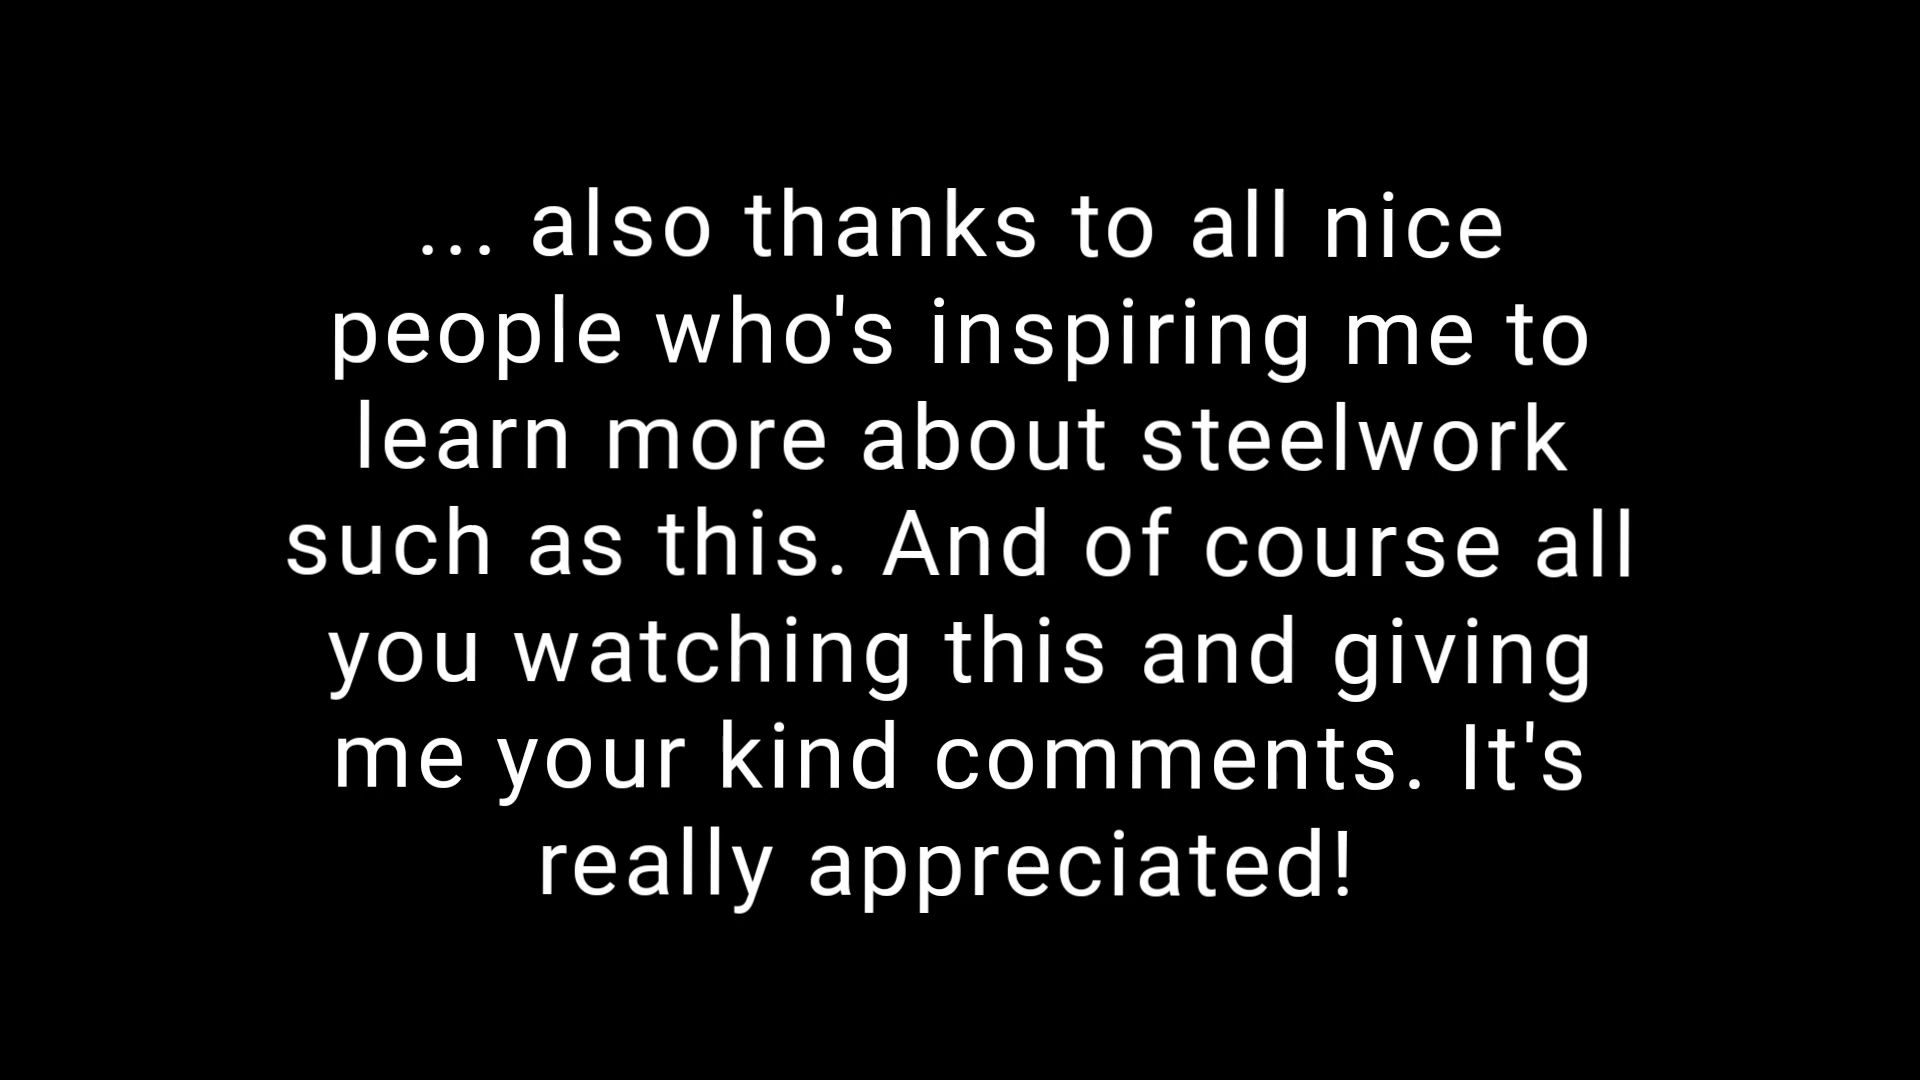 ... also thanks to all nice
people who's inspiring me to
learn more about steelwork
such as this. And of course all
you watching this and giving
me your kind comments. It's
really appreciated!